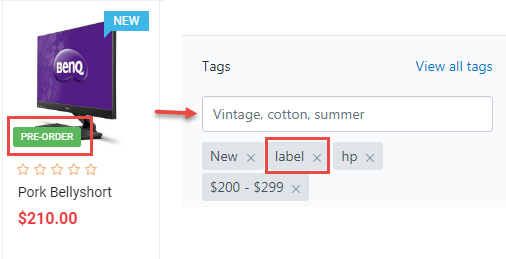 NEW
BenQ
PRE-ORDER
Pork Bellyshort
$210.00
Tags
View all tags
Vintage, cotton, summer
New ×
label ×
hp ×
$200 - $299 ×